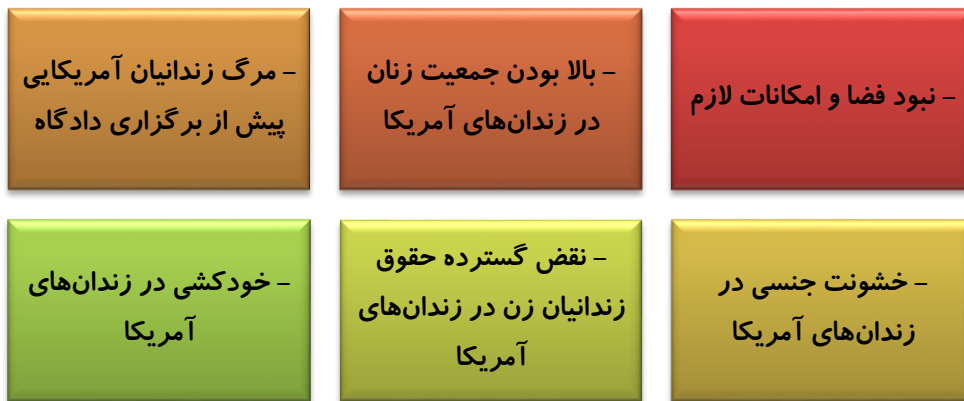 – نبود فضا و امکانات لازم
– بالا بودن جمعیت زنان
در زندان‌های آمریکا
– مرگ زندانیان آمریکایی
پیش از برگزاری دادگاه
– خشونت جنسی در
زندان‌های آمریکا
– نقض گسترده حقوق
زندانیان زن در زندان‌های
آمریکا
– خودکشی در زندان‌های
آمریکا